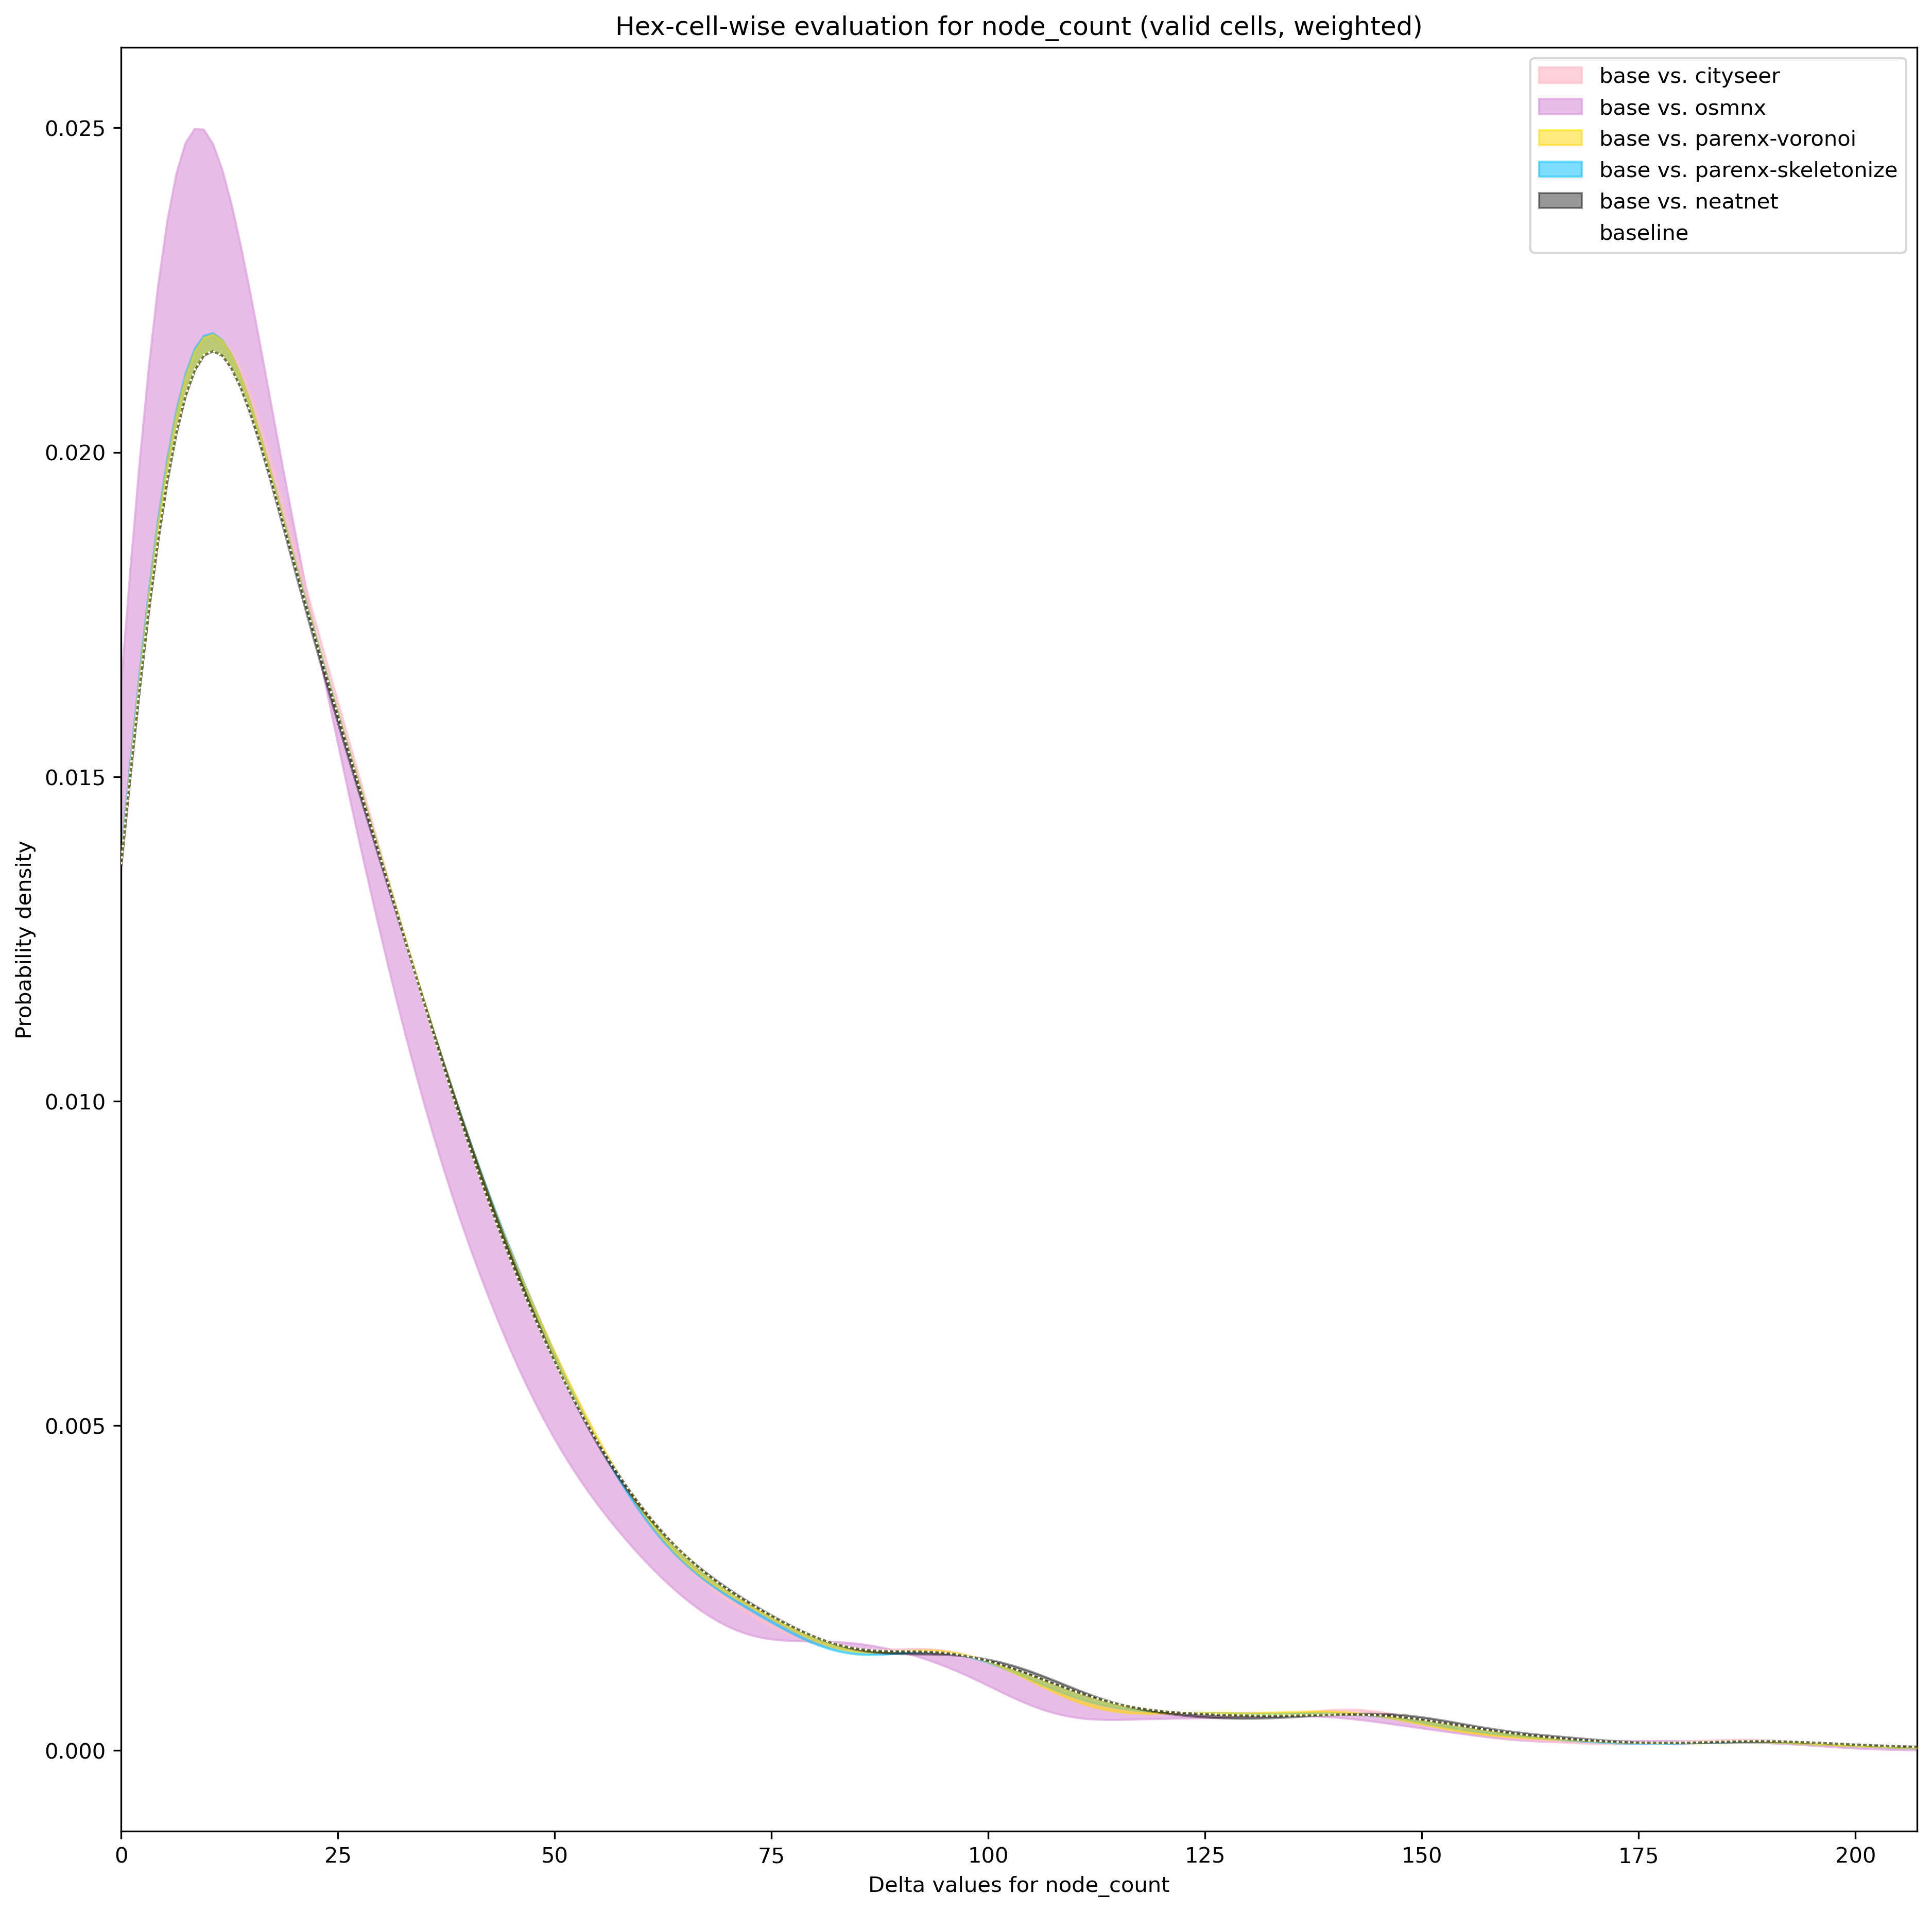 Hex-cell-wise evaluation for node_count (valid cells, weighted)
base vs. cityseer
base vs. osmnx
base vs. parenx-voronoi
base vs. parenx-skeletonize
base vs. neatnet
baseline
0.025
0.020
0.015
0.010
0.005
0.000
Probability density
0 25 50 75 100 125 150 175 200
Delta values for node_count